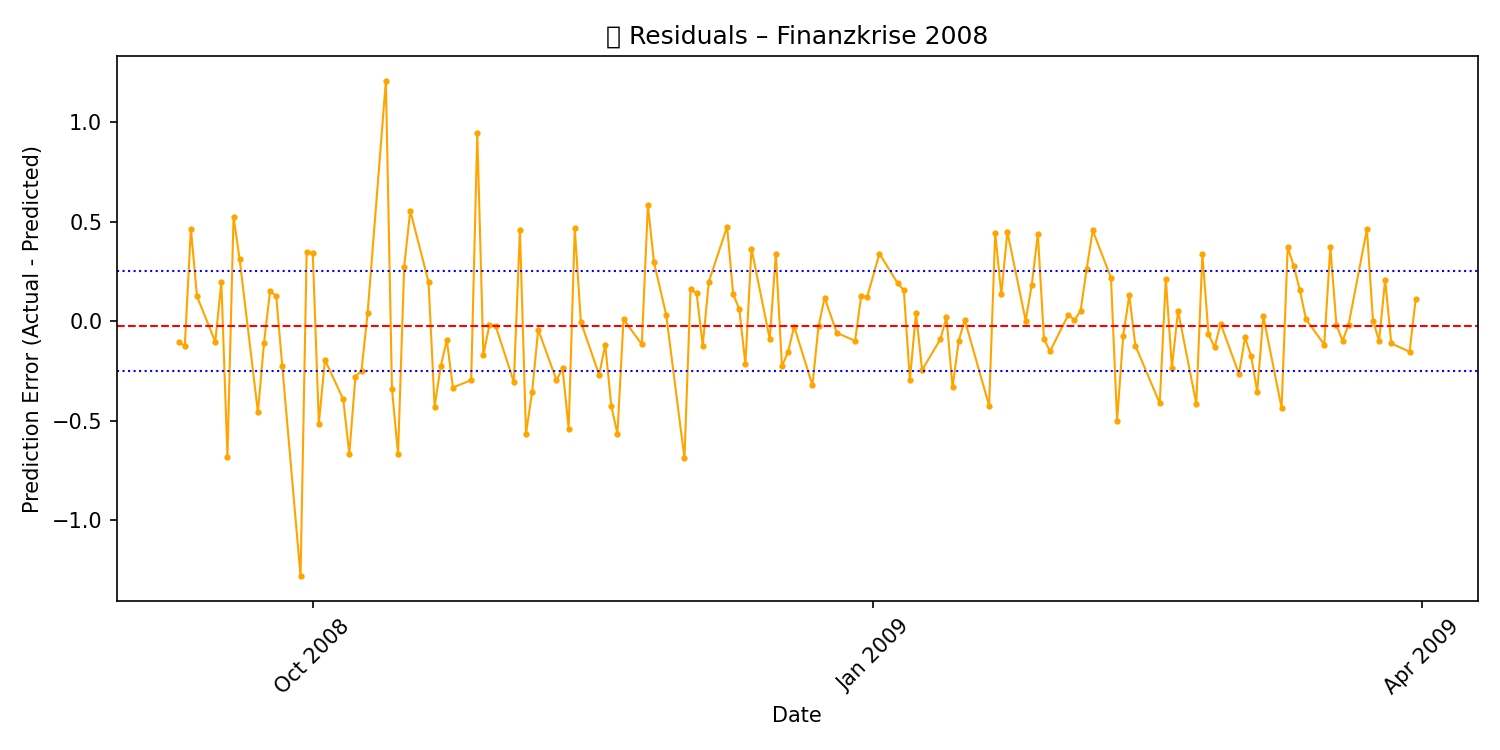 Residuals – Finanzkrise 2008
Prediction Error (Actual - Predicted)
1.0
0.5
0.0
−0.5
−1.0
Oct 2008
Jan 2009
Apr 2009
Date